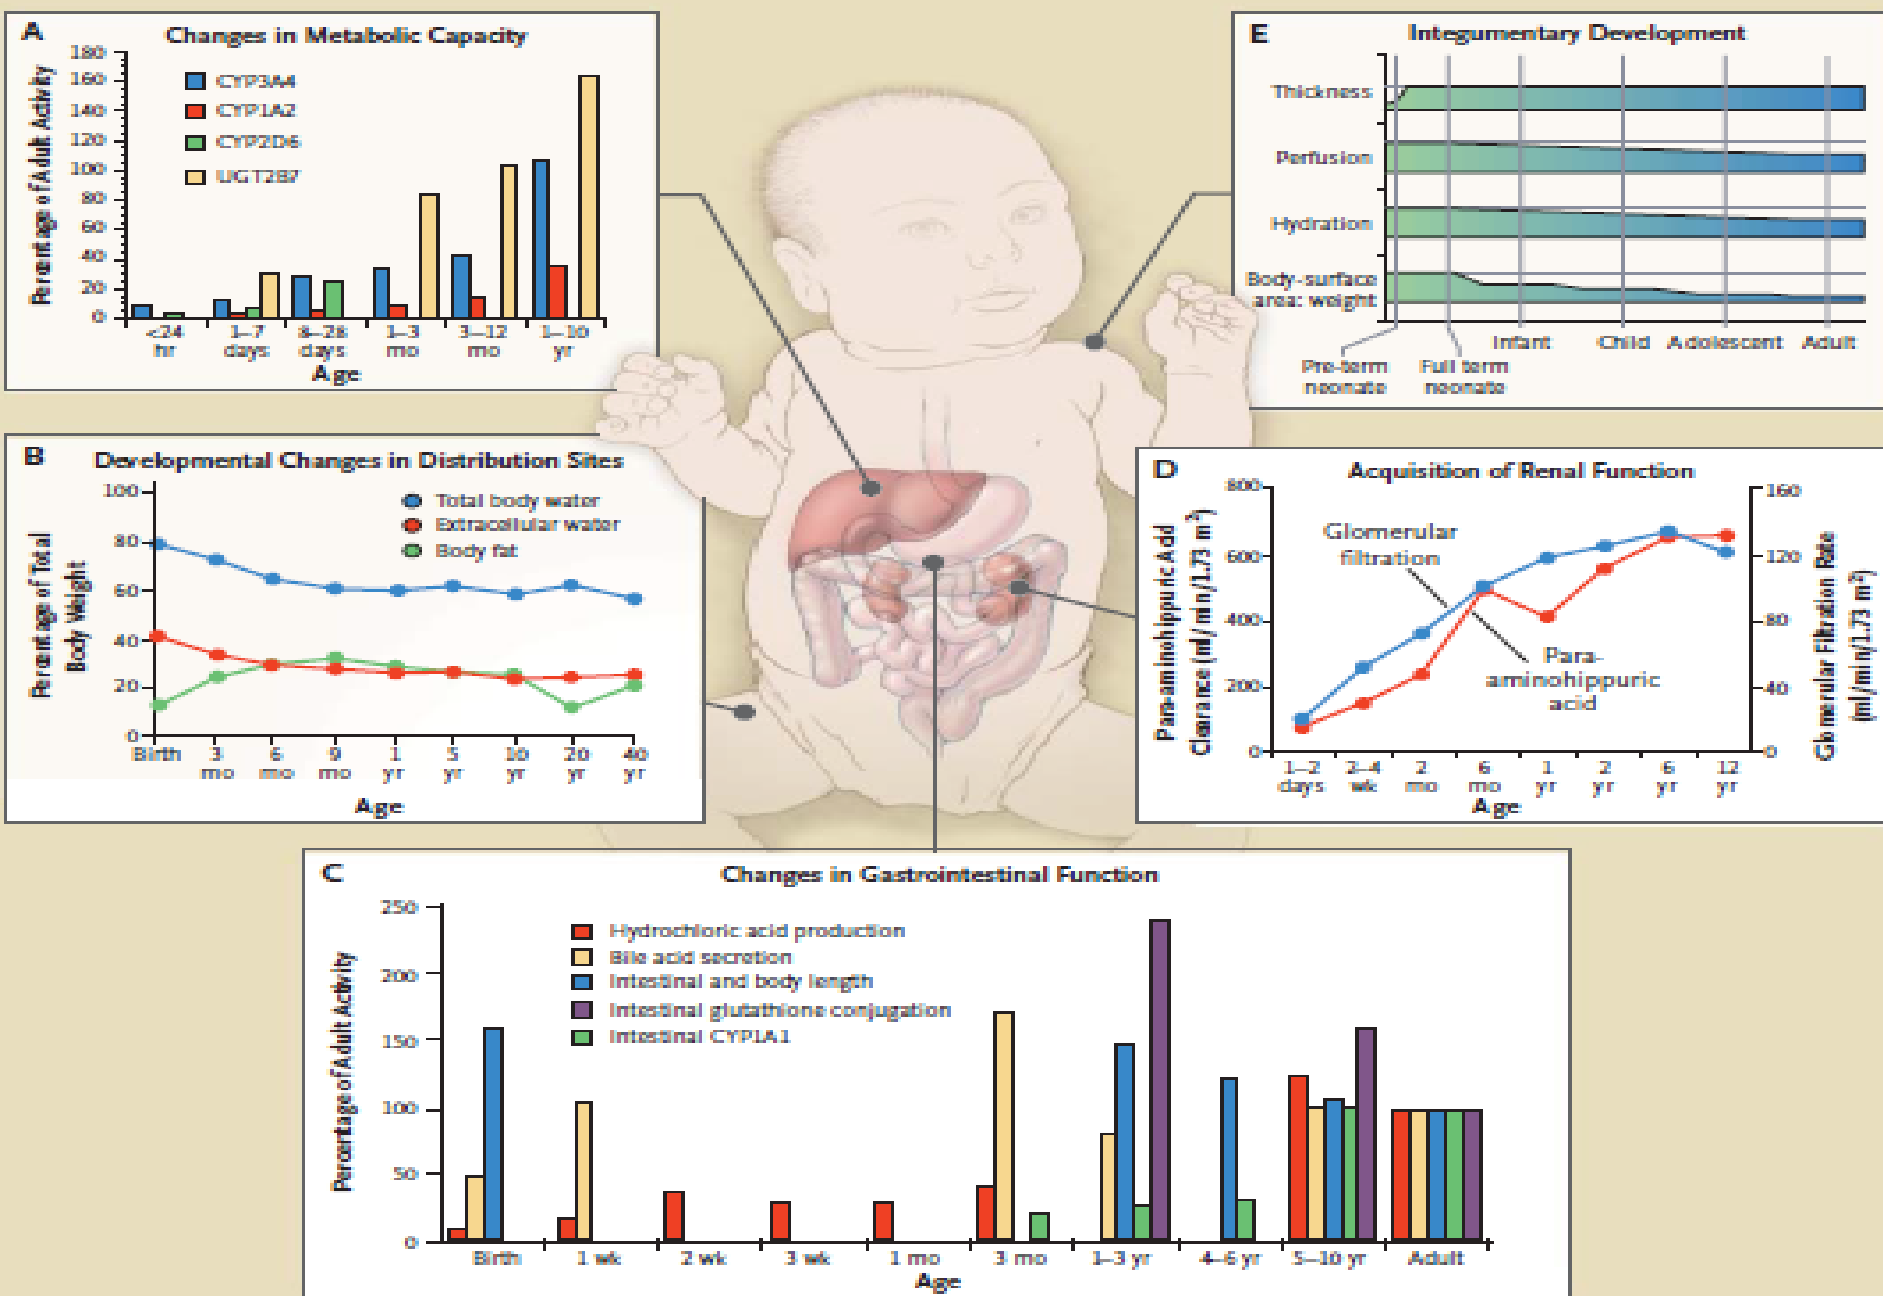 A
Changes in Metabolic Capacity
Percentage of Adult Activity
180
160
140
120
100
80
60
40
20
0
CYP3A4
CYP1A2
CYP2D6
UGT2B7
<24 hr
1–7 days
8–28 days
1–3 mo
3–12 mo
1–10 yr
Age
E
Integumentary Development
Thickness
Perfusion
Hydration
Body-surface
area: weight
Infant
Child
Adolescent
Adult
Pre-term
neonate
Full term
neonate
B
Developmental Changes in Distribution Sites
Percentage of Total
Body Weight
100
80
60
40
20
0
Total body water
Extracellular water
Body fat
Birth
3 mo
6 mo
9 mo
1 yr
5 yr
10 yr
20 yr
40 yr
Age
D
Acquisition of Renal Function
Para-aminohippuric Acid
Clearance (ml/min/1.73 m²)
800
600
400
200
0
Glomerular
filtration
Para-
aminohippuric
acid
160
120
80
40
0
Glomerular Filtration Rate
(ml/min/1.73 m²)
1–2 days
2–4 wk
2 mo
6 mo
1 yr
2 yr
6 yr
12 yr
Age
C
Changes in Gastrointestinal Function
Percentage of Adult Activity
250
200
150
100
50
0
Hydrochloric acid production
Bile acid secretion
Intestinal and body length
Intestinal glutathione conjugation
Intestinal CYP1A1
Birth
1 wk
2 wk
3 wk
1 mo
3 mo
1–3 yr
4–6 yr
5–10 yr
Adult
Age